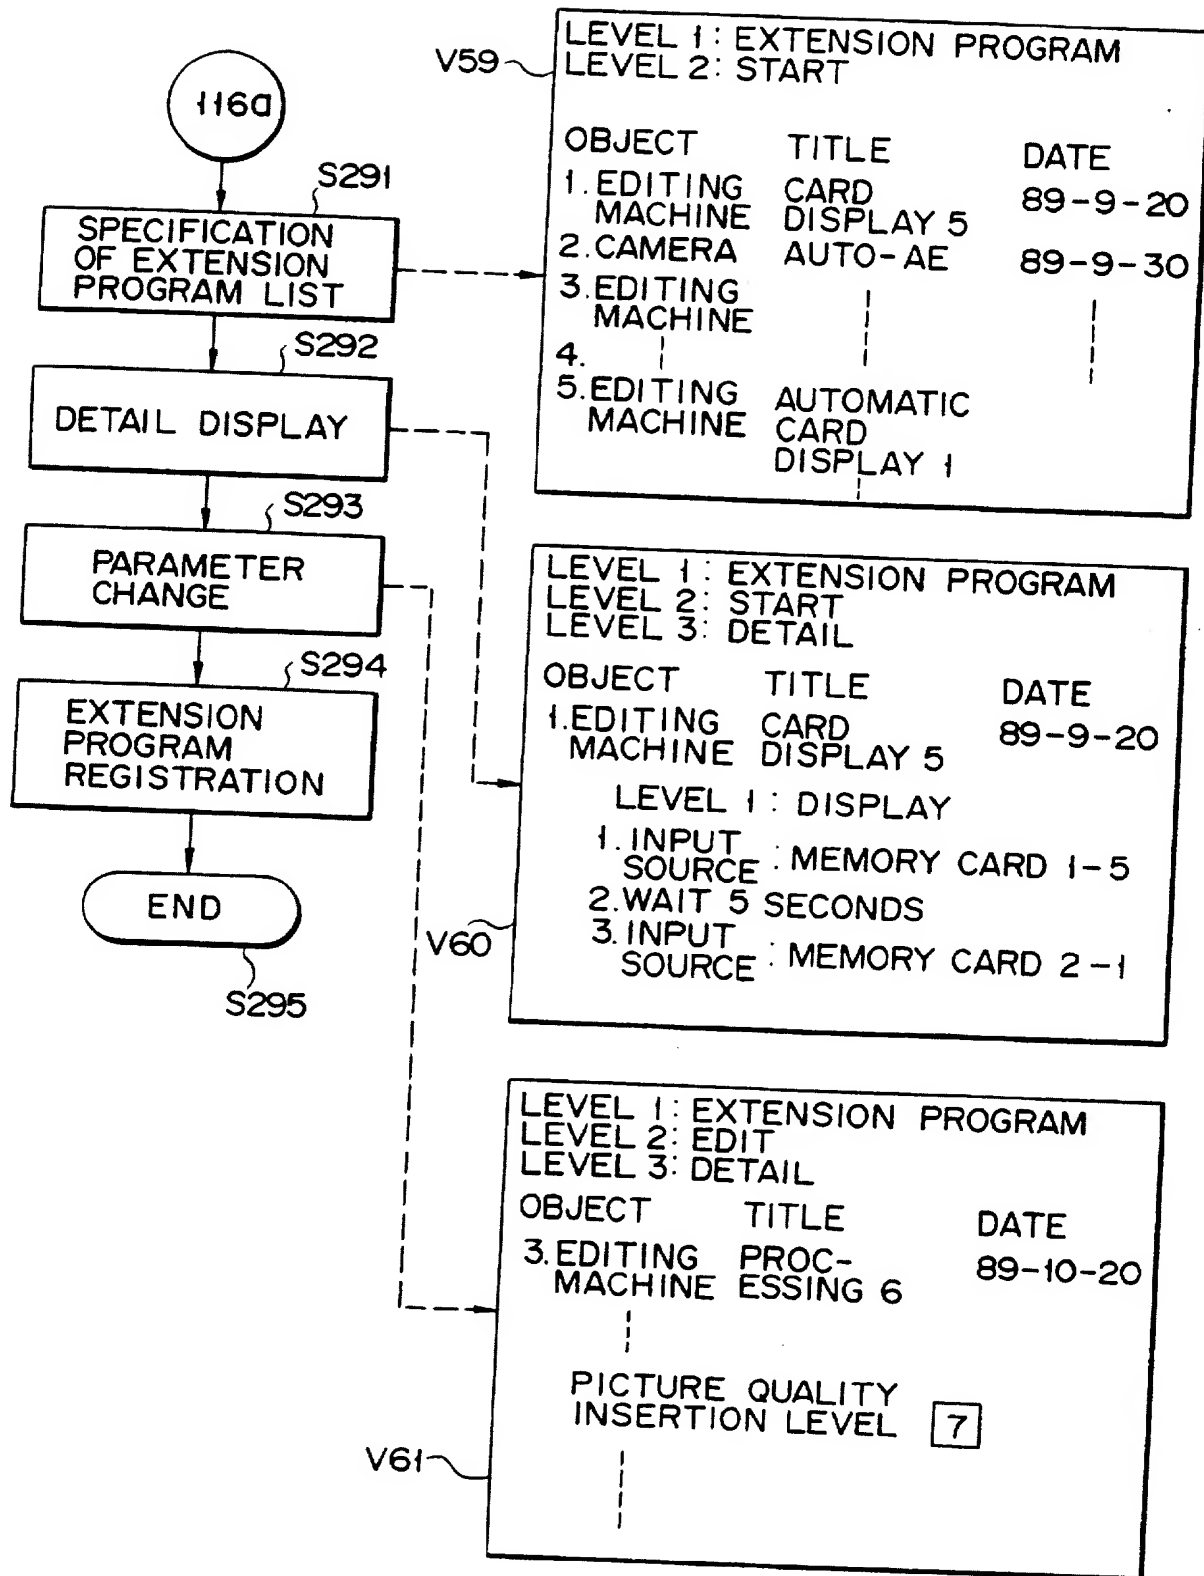 116a
S291
SPECIFICATION
OF EXTENSION
PROGRAM LIST
S292
DETAIL DISPLAY
S293
PARAMETER
CHANGE
S294
EXTENSION
PROGRAM
REGISTRATION
END
S295
V59
LEVEL 1: EXTENSION PROGRAM
LEVEL 2: START
OBJECT TITLE DATE
1. EDITING CARD 89-9-20
MACHINE DISPLAY 5
2. CAMERA AUTO-AE 89-9-30
3. EDITING
MACHINE
4.
5. EDITING AUTOMATIC
MACHINE CARD
DISPLAY 1
V60
LEVEL 1: EXTENSION PROGRAM
LEVEL 2: START
LEVEL 3: DETAIL
OBJECT TITLE DATE
1. EDITING CARD 89-9-20
MACHINE DISPLAY 5
LEVEL 1: DISPLAY
1. INPUT
SOURCE : MEMORY CARD 1-5
2. WAIT 5 SECONDS
3. INPUT
SOURCE : MEMORY CARD 2-1
V61
LEVEL 1: EXTENSION PROGRAM
LEVEL 2: EDIT
LEVEL 3: DETAIL
OBJECT TITLE DATE
3. EDITING PROC- 89-10-20
MACHINE ESSING 6
PICTURE QUALITY
INSERTION LEVEL 7